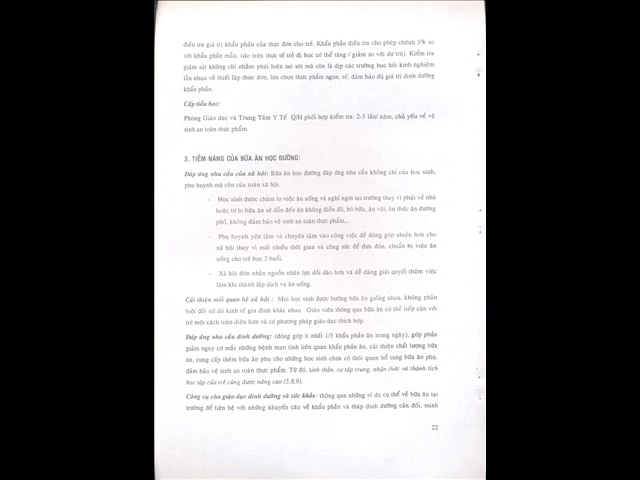 điều tra giá trị khẩu phần của thực đơn cho trẻ. Khẩu phần điều tra cho phép chênh 5% so
với khẩu phần mẫu. (do trên thực tế trẻ đi học có thể tăng / giảm so với dự trù). Kiểm tra
giám sát không chỉ nhằm phát hiện sai sót mà còn là dịp các trường học hỏi kinh nghiệm
lẫn nhau về thiết lập thực đơn, lựa chọn thực phẩm ngon, rẻ, đảm bảo đủ giá trị dinh dưỡng
khẩu phần.
Cấp tiểu học:
Phòng Giáo dục và Trung Tâm Y Tế Q/H phối hợp kiểm tra: 2-3 lần/ năm, chủ yếu về vệ
sinh an toàn thực phẩm.
3. TIỀM NĂNG CỦA BỮA ĂN HỌC ĐƯỜNG:
Đáp ứng nhu cầu của xã hội: Bữa ăn học đường đáp ứng nhu cầu không chỉ của học sinh,
phụ huynh mà còn của toàn xã hội.
- Học sinh được chăm lo việc ăn uống và nghỉ ngơi tại trường thay vì phải về nhà
hoặc tự lo bữa ăn sẽ dẫn đến ăn không điều độ, bỏ bữa, ăn vặt, ăn thức ăn đường
phố, không đảm bảo vệ sinh an toàn thực phẩm,..
- Phụ huynh yên tâm và chuyên tâm vào công việc để đóng góp nhiều hơn cho
xã hội thay vì mất nhiều thời gian và công sức để đưa đón, chuẩn bị việc ăn
uống cho trẻ học 2 buổi.
- Xã hội đón nhận nguồn nhân lực dồi dào hơn và dễ dàng giải quyết thêm việc
làm khi thành lập dịch vụ ăn uống.
Cải thiện mối quan hệ xã hội : Mọi học sinh được hưởng bữa ăn giống nhau, không phân
biệt đối xử dù kinh tế gia đình khác nhau. Giáo viên thông qua bữa ăn có thể tiếp cận với
trẻ một cách toàn diện hơn và có phương pháp giáo dục thích hợp.
Đáp ứng nhu cầu dinh dưỡng: (đóng góp ít nhất 1/3 khẩu phần ăn trong ngày), góp phần
giảm nguy cơ mắc những bệnh mạn tính liên quan khẩu phần ăn, cải thiện chất lượng bữa
ăn, cung cấp thêm bữa ăn phụ cho những học sinh chưa có thói quen bổ sung bữa ăn phụ,
đảm bảo vệ sinh an toàn thực phẩm. Từ đó, tinh thần, sự tập trung, nhận thức và thành tích
học tập của trẻ cũng được nâng cao (5,8,9).
Công cụ cho giáo dục dinh dưỡng và sức khỏe: thông qua những ví dụ cụ thể về bữa ăn tại
trường để liên hệ với những khuyến cáo về khẩu phần và tháp dinh dưỡng cân đối, minh
22